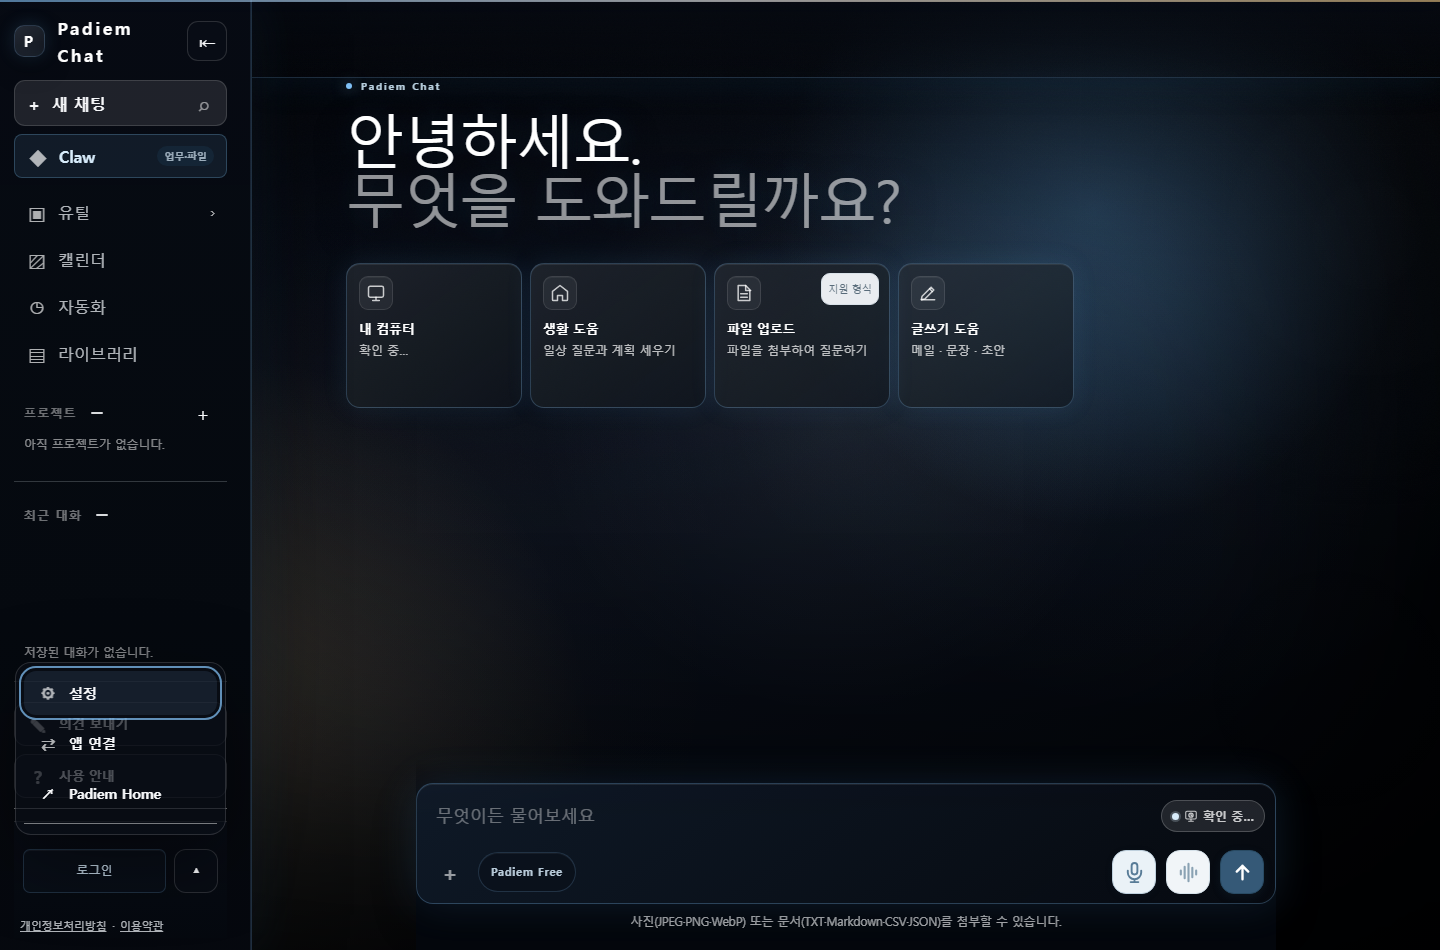 P
Padiem
Chat
+ 새 채팅
Claw
업무·파일
유틸
캘린더
자동화
라이브러리
프로젝트
+
아직 프로젝트가 없습니다.
최근 대화
저장된 대화가 없습니다.
설정
의견 보내기
앱 연결
? 사용 안내
Padiem Home
로그인
개인정보처리방침 · 이용약관
Padiem Chat
안녕하세요.
무엇을 도와드릴까요?
내 컴퓨터
확인 중...
생활 도움
일상 질문과 계획 세우기
지원 형식
파일 업로드
파일을 첨부하여 질문하기
글쓰기 도움
메일 · 문장 · 초안
무엇이든 물어보세요
확인 중...
+
Padiem Free
사진(JPEG·PNG·WebP) 또는 문서(TXT·Markdown·CSV·JSON)를 첨부할 수 있습니다.